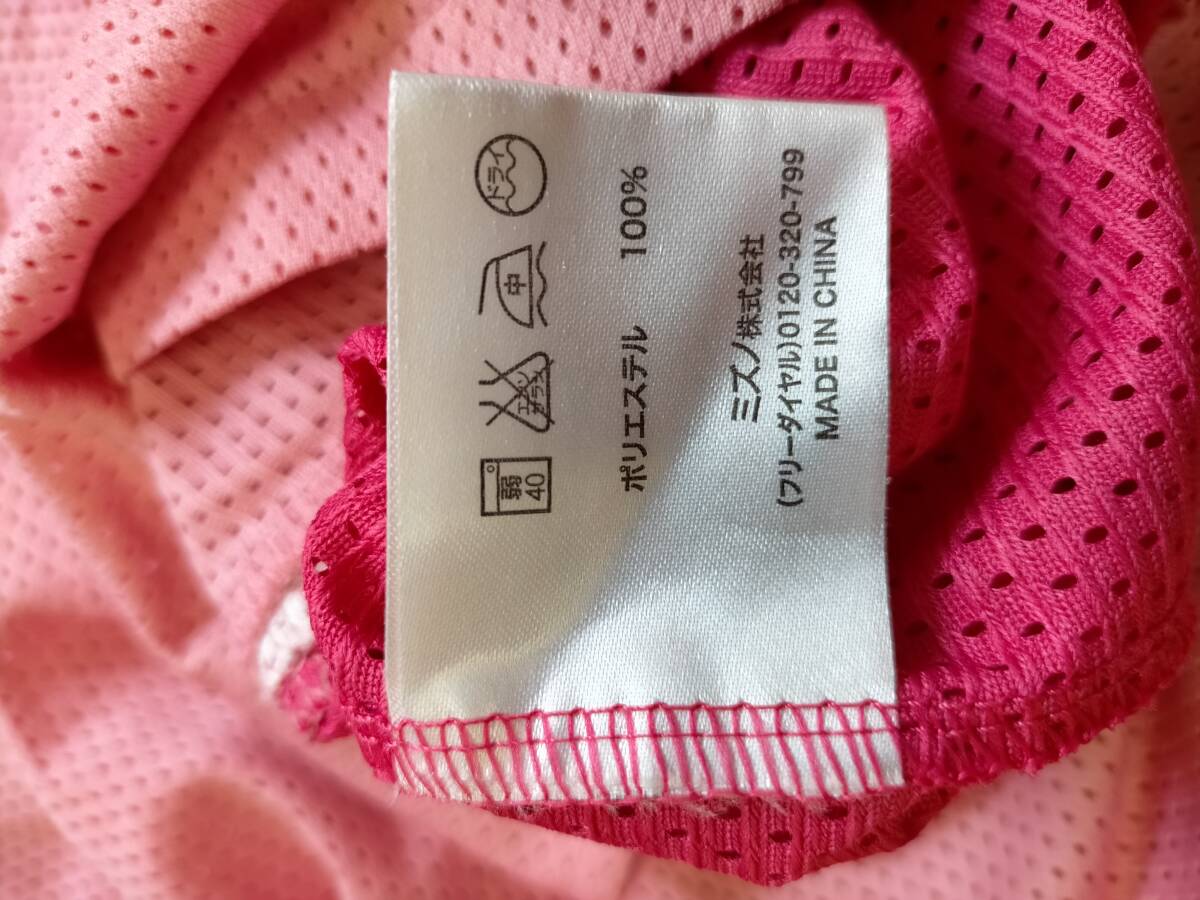 弱
40
エンソ
サラシ
中
ドライ
ポリエステル 100%
ミズノ株式会社
(フリーダイヤル)0120-320-799
MADE IN CHINA